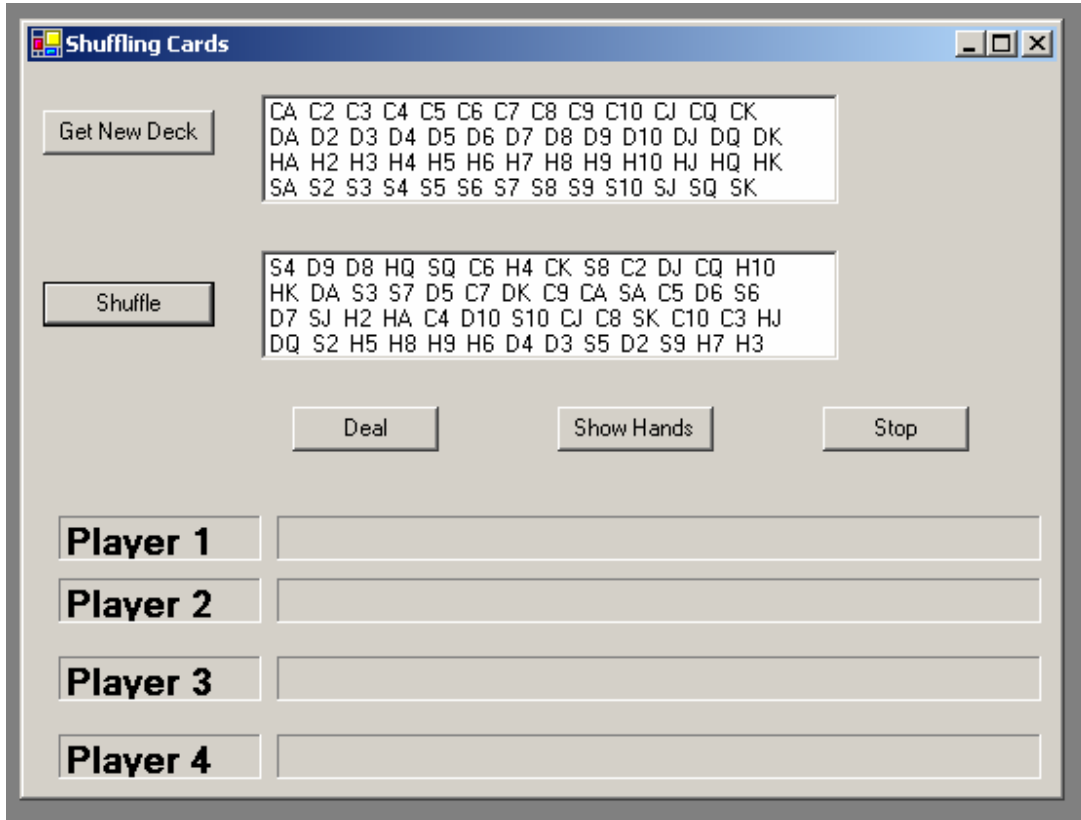 Shuffling Cards
Get New Deck
CA C2 C3 C4 C5 C6 C7 C8 C9 C10 CJ CQ CK
DA D2 D3 D4 D5 D6 D7 D8 D9 D10 DJ DQ DK
HA H2 H3 H4 H5 H6 H7 H8 H9 H10 HJ HQ HK
SA S2 S3 S4 S5 S6 S7 S8 S9 S10 SJ SQ SK
Shuffle
S4 D9 D8 HQ SQ C6 H4 CK S8 C2 DJ CQ H10
HK DA S3 S7 D5 C7 DK C9 CA SA C5 D6 S6
D7 SJ H2 HA C4 D10 S10 CJ C8 SK C10 C3 HJ
DQ S2 H5 H8 H9 H6 D4 D3 S5 D2 S9 H7 H3
Deal Show Hands Stop
Player 1
Player 2
Player 3
Player 4